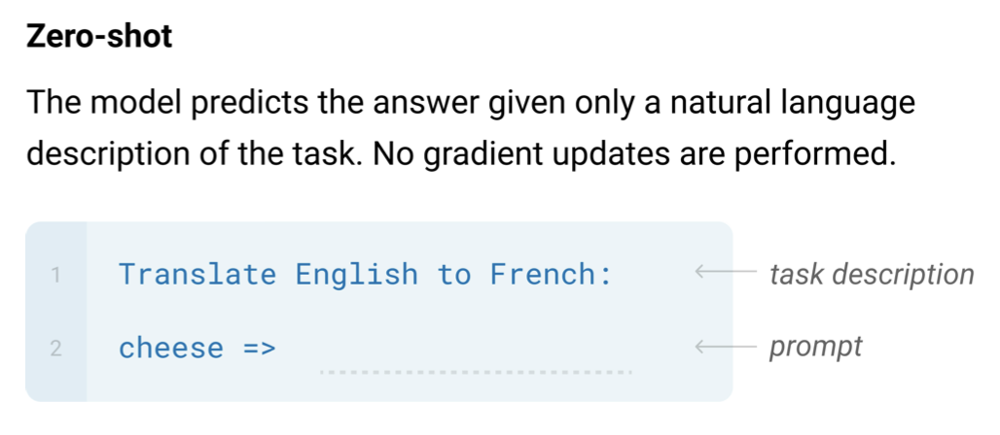 Zero-shot
The model predicts the answer given only a natural language
description of the task. No gradient updates are performed.
1 Translate English to French: task description
2 cheese => prompt